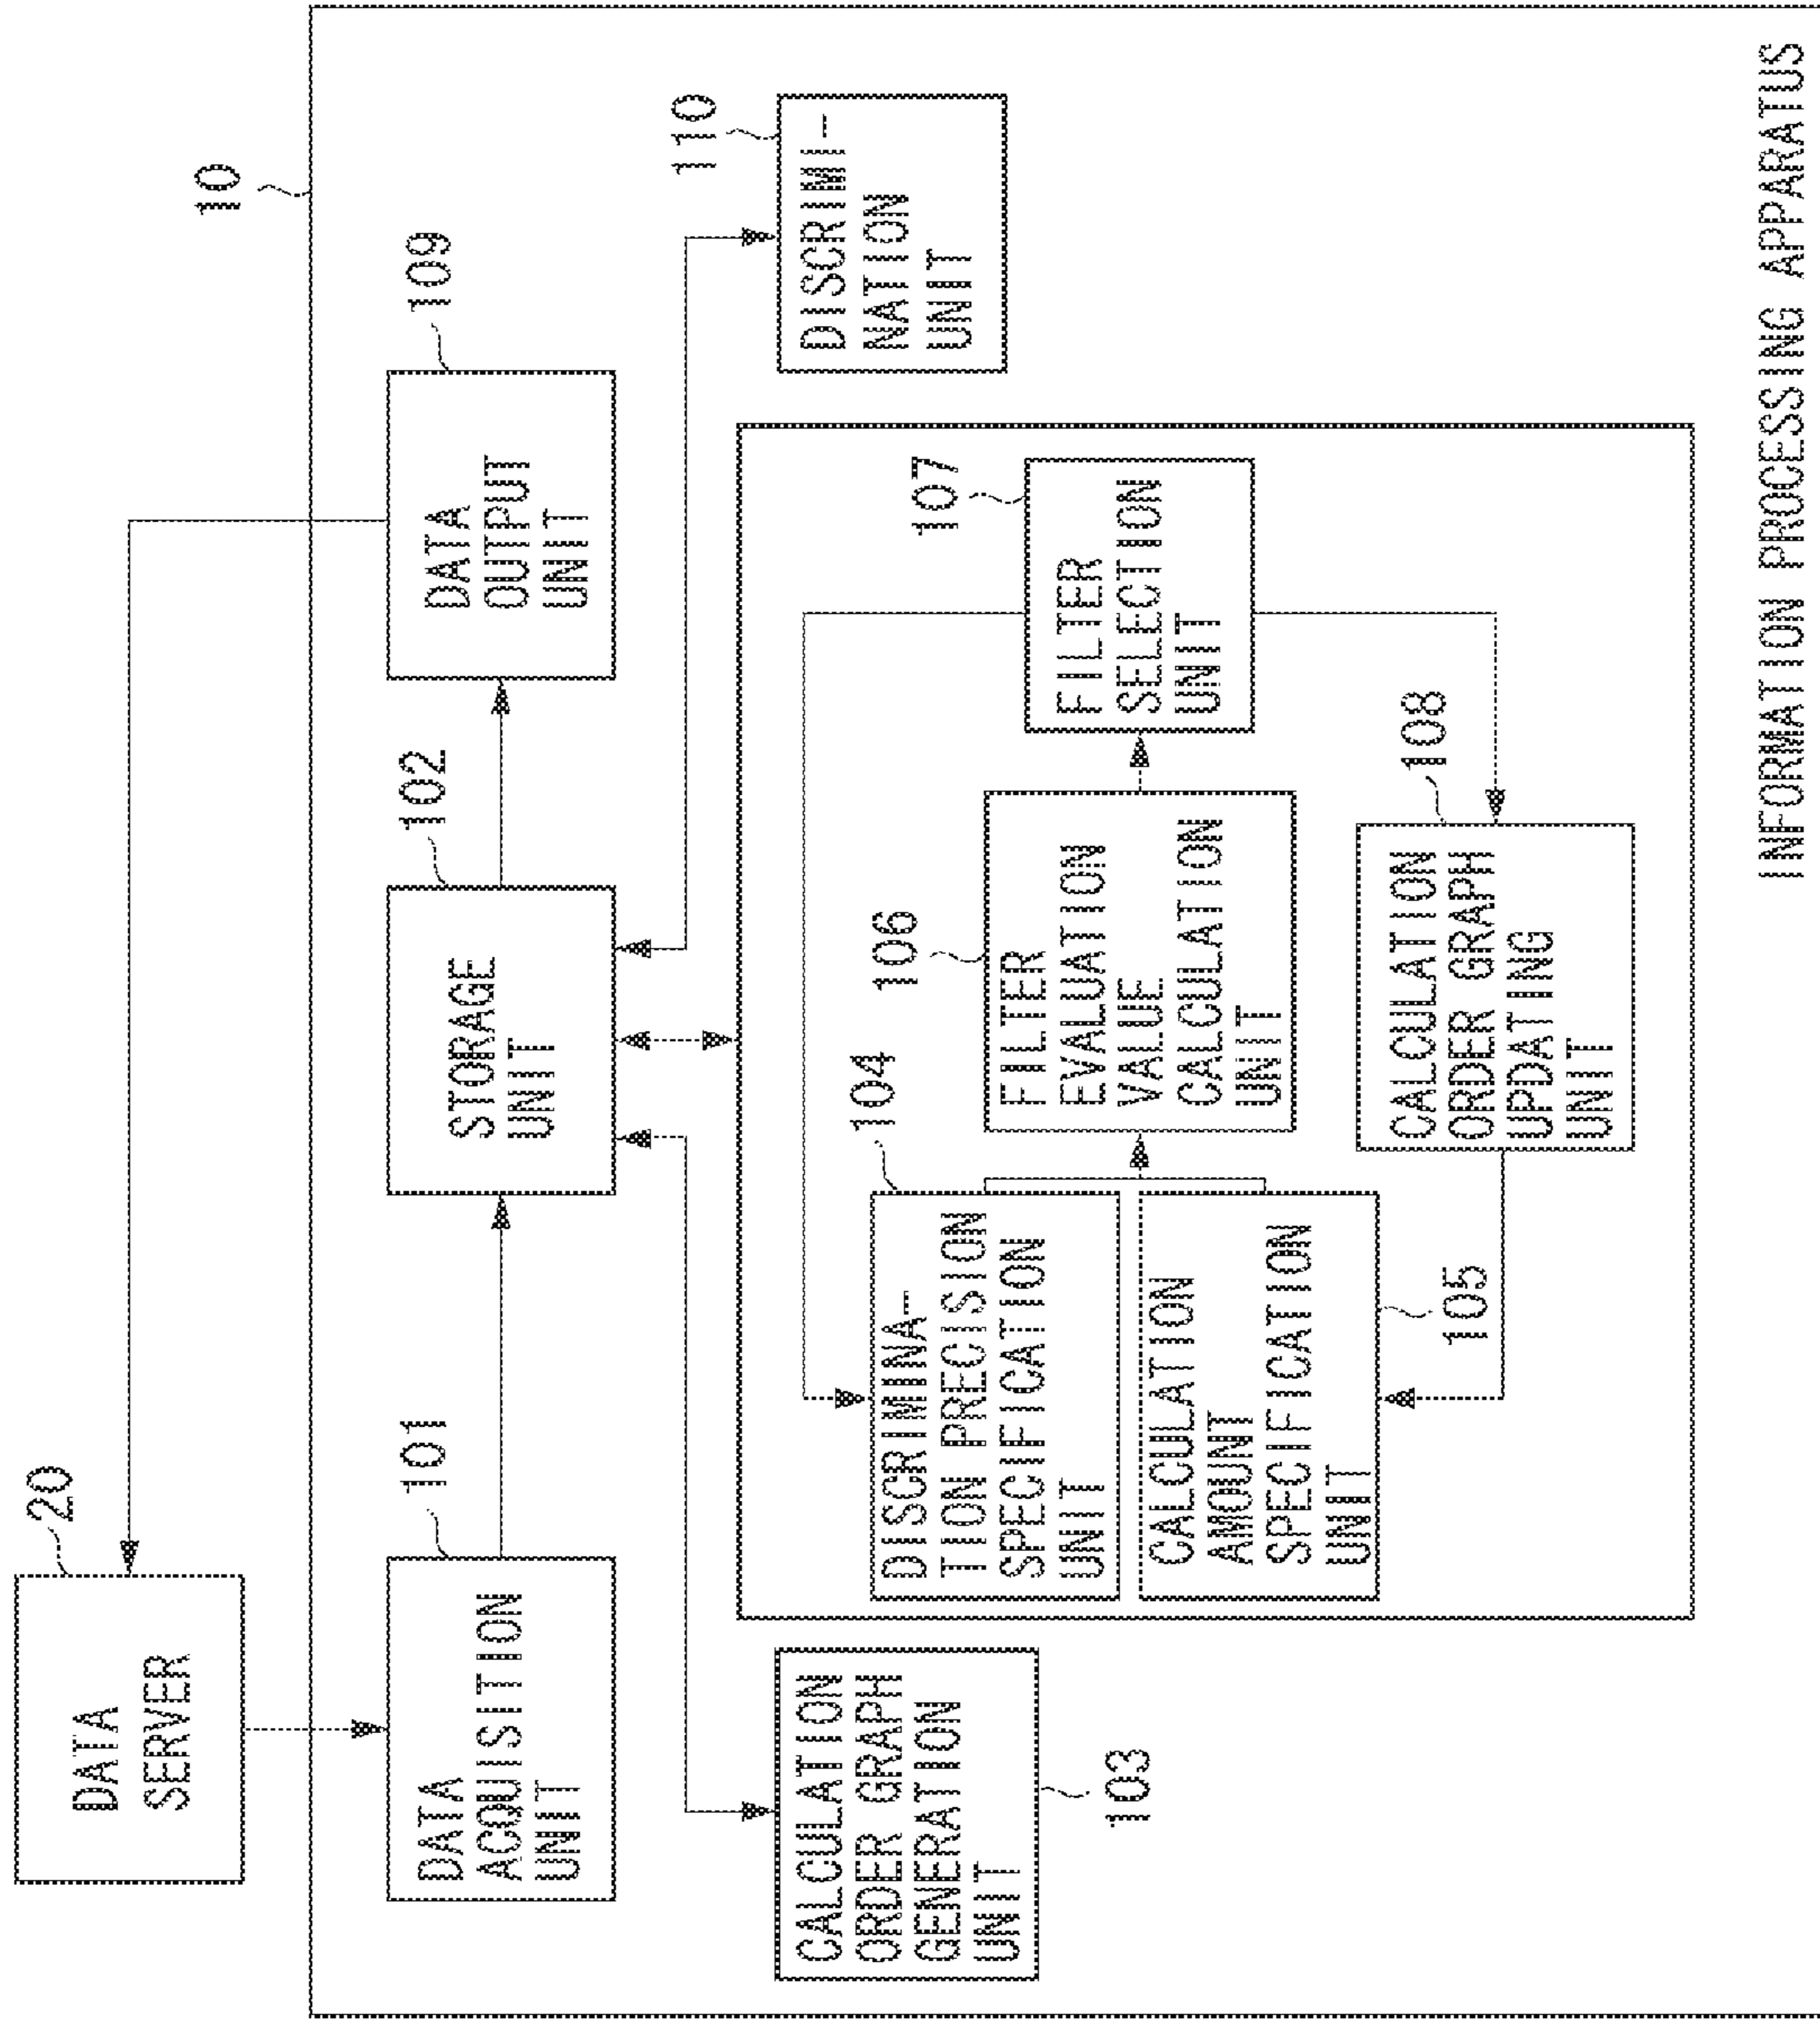 20
DATA
SERVER
10
101
DATA
ACQUISITION
UNIT
102
STORAGE
UNIT
109
DATA
OUTPUT
UNIT
CALCULATION
ORDER GRAPH
GENERATION
UNIT
103
104
DISCRIMINA-
TION PRECISION
SPECIFICATION
UNIT
CALCULATION
AMOUNT
SPECIFICATION
UNIT
105
106
FILTER
EVALUATION
VALUE
CALCULATION
UNIT
107
FILTER
SELECTION
UNIT
108
CALCULATION
ORDER GRAPH
UPDATING
UNIT
110
DISCRIMI-
NATION
UNIT
INFORMATION PROCESSING APPARATUS